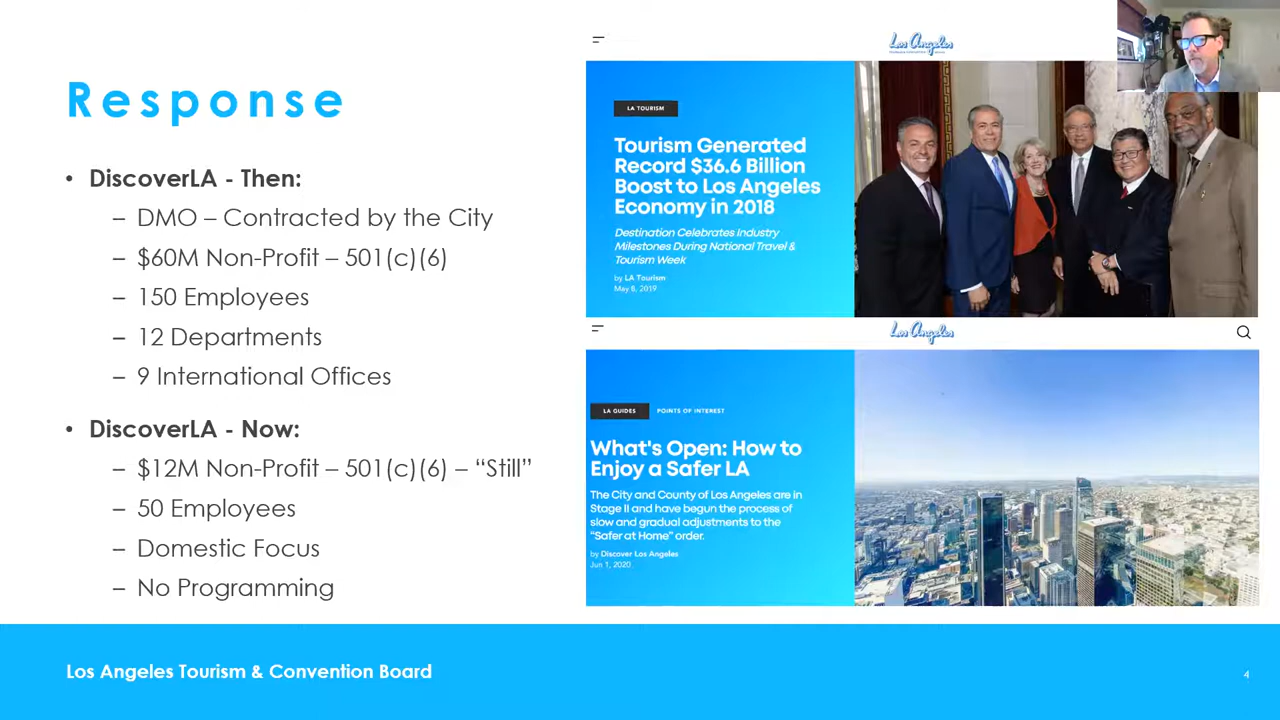 Response
• DiscoverLA - Then:
– DMO – Contracted by the City
– $60M Non-Profit – 501(c)(6)
– 150 Employees
– 12 Departments
– 9 International Offices
• DiscoverLA - Now:
– $12M Non-Profit – 501(c)(6) – “Still”
– 50 Employees
– Domestic Focus
– No Programming
Los Angeles
LA TOURISM
Tourism Generated
Record $36.6 Billion
Boost to Los Angeles
Economy in 2018
Destination Celebrates Industry
Milestones During National Travel &
Tourism Week
by LA Tourism
May 8, 2019
Los Angeles
LA GUIDES POINTS OF INTEREST
What's Open: How to
Enjoy a Safer LA
The City and County of Los Angeles are in
Stage II and have begun the process of
slow and gradual adjustments to the
“Safer at Home” order.
by Discover Los Angeles
Jun 1, 2020
Los Angeles Tourism & Convention Board
4